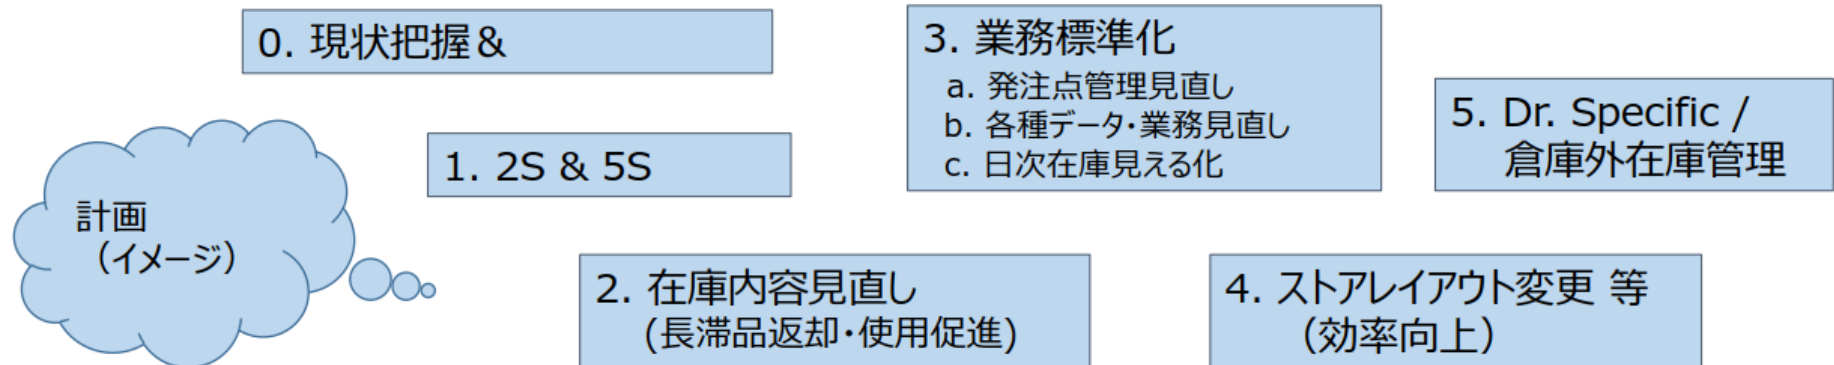 0. 現状把握＆
計画
（イメージ）
1. 2S & 5S
2. 在庫内容見直し
(長滞品返却・使用促進)
3. 業務標準化
a. 発注点管理見直し
b. 各種データ・業務見直し
c. 日次在庫見える化
4. ストアレイアウト変更 等
（効率向上）
5. Dr. Specific /
倉庫外在庫管理